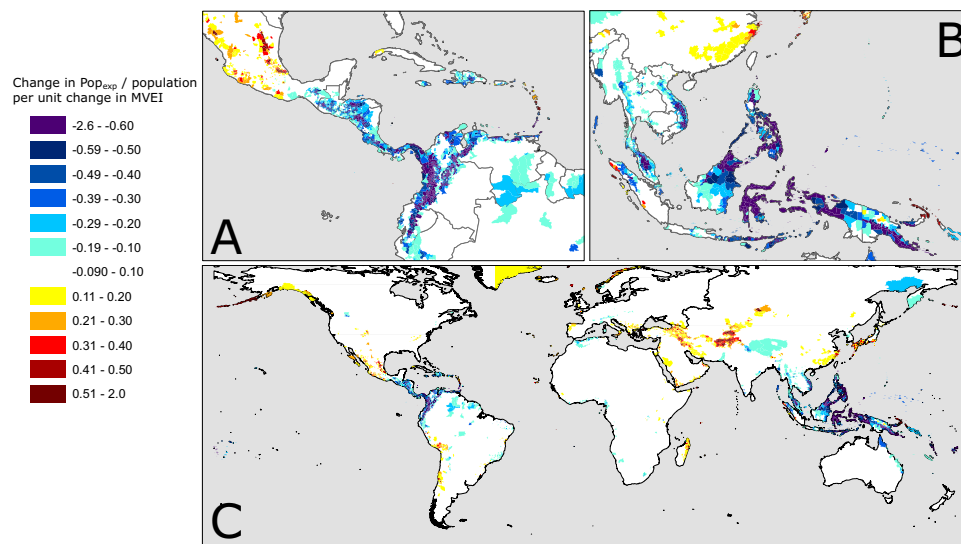 Change in Popexp / population
per unit change in MVEI
-2.6 - -0.60
-0.59 - -0.50
-0.49 - -0.40
-0.39 - -0.30
-0.29 - -0.20
-0.19 - -0.10
-0.090 - 0.10
0.11 - 0.20
0.21 - 0.30
0.31 - 0.40
0.41 - 0.50
0.51 - 2.0
A
B
C